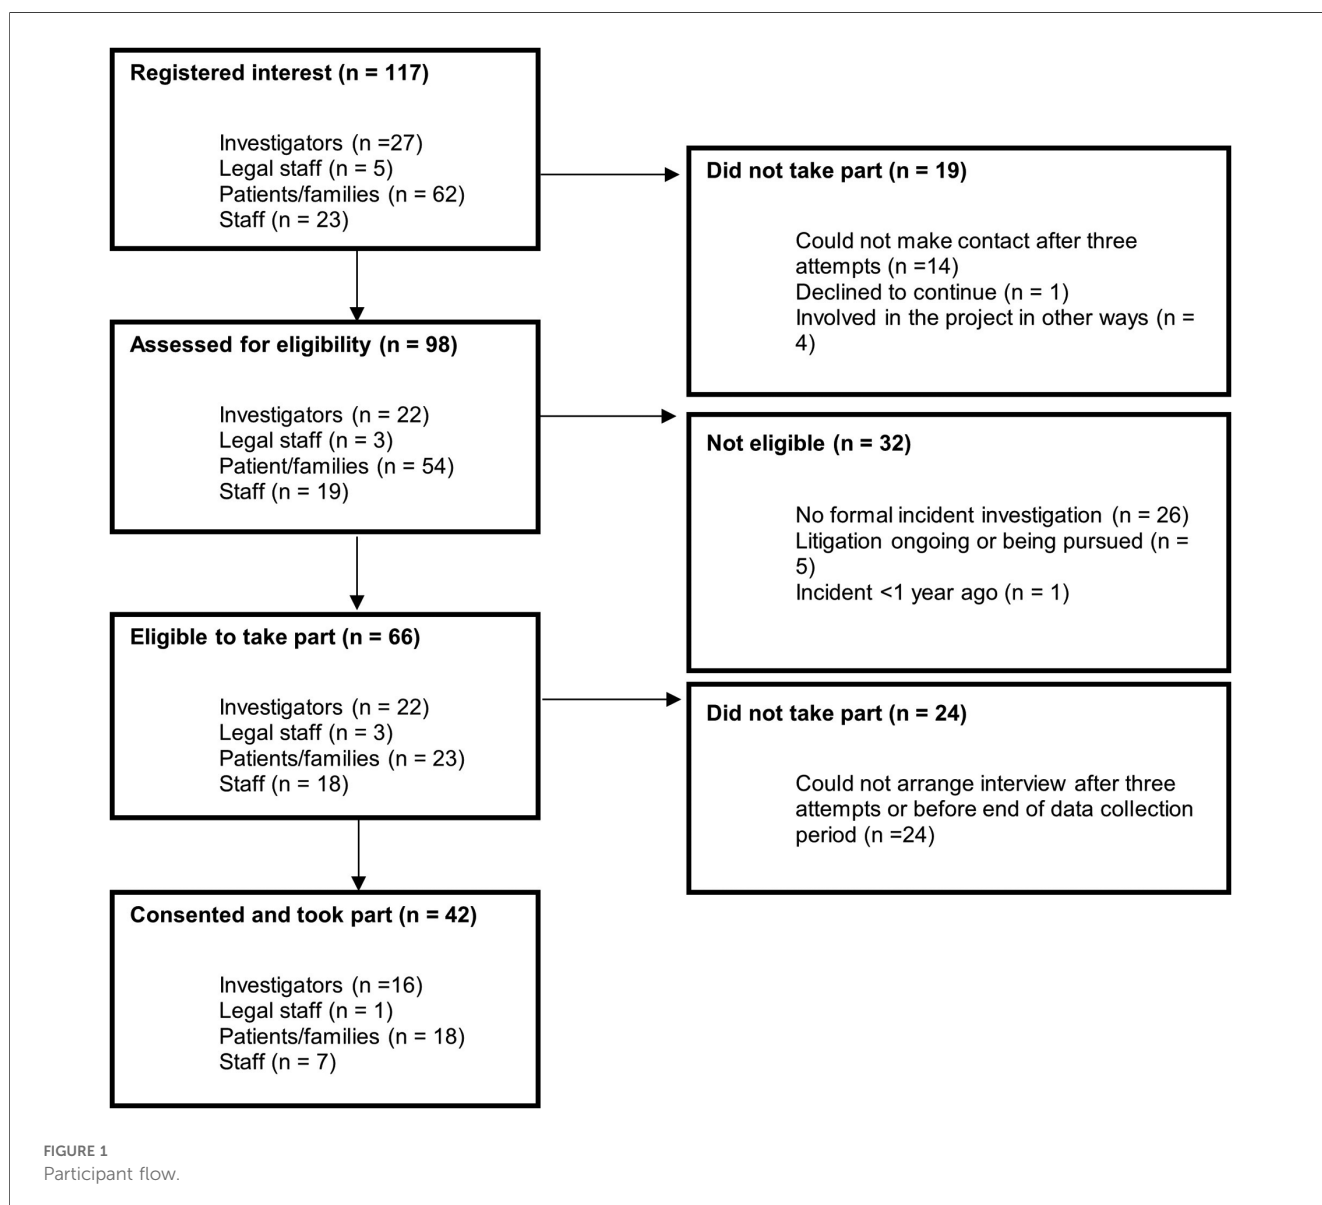 Registered interest (n = 117)
Investigators (n =27)
Legal staff (n = 5)
Patients/families (n = 62)
Staff (n = 23)
Did not take part (n = 19)
Could not make contact after three
attempts (n =14)
Declined to continue (n = 1)
Involved in the project in other ways (n =
4)
Assessed for eligibility (n = 98)
Investigators (n = 22)
Legal staff (n = 3)
Patient/families (n = 54)
Staff (n = 19)
Not eligible (n = 32)
No formal incident investigation (n = 26)
Litigation ongoing or being pursued (n =
5)
Incident <1 year ago (n = 1)
Eligible to take part (n = 66)
Investigators (n = 22)
Legal staff (n = 3)
Patients/families (n = 23)
Staff (n = 18)
Did not take part (n = 24)
Could not arrange interview after three
attempts or before end of data collection
period (n =24)
Consented and took part (n = 42)
Investigators (n =16)
Legal staff (n = 1)
Patients/families (n = 18)
Staff (n = 7)
FIGURE 1
Participant flow.